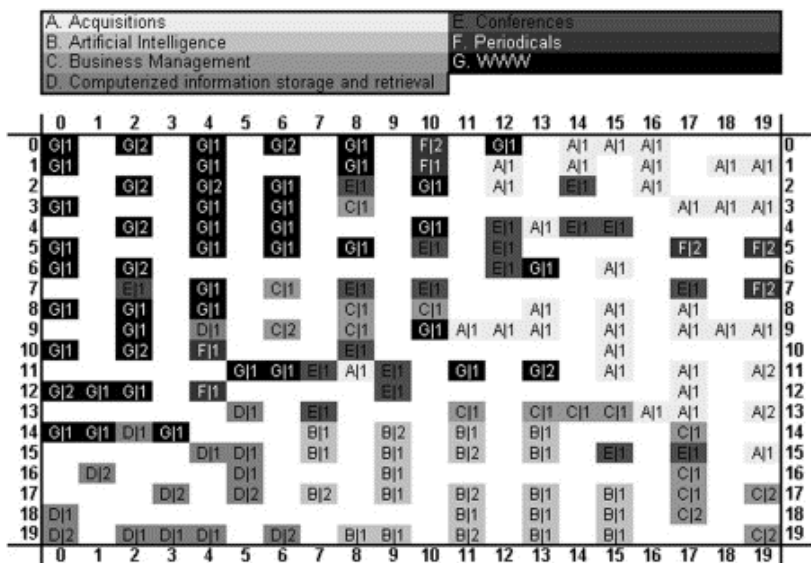 A. Acquisitions E. Conferences
B. Artificial Intelligence F. Periodicals
C. Business Management G. WWW
D. Computerized information storage and retrieval
0 1 2 3 4 5 6 7 8 9 10 11 12 13 14 15 16 17 18 19
0 G|1 G|2 G|1 G|2 G|1 F|2 G|1 A|1 A|1 A|1 0
1 G|1 G|1 G|1 F|1 A|1 A|1 A|1 A|1 A|1 1
2 G|2 G|2 G|1 E|1 G|1 A|1 E|1 A|1 2
3 G|1 G|1 G|1 C|1 A|1 A|1 A|1 3
4 G|2 G|1 G|1 G|1 E|1 A|1 E|1 E|1 4
5 G|1 G|1 G|1 G|1 E|1 E|1 F|2 F|2 5
6 G|1 G|2 E|1 G|1 A|1 6
7 E|1 G|1 C|1 E|1 E|1 E|1 F|2 7
8 G|1 G|1 G|1 C|1 C|1 A|1 A|1 A|1 8
9 G|1 D|1 C|2 C|1 G|1 A|1 A|1 A|1 A|1 A|1 A|1 A|1 9
10 G|1 G|2 F|1 E|1 A|1 10
11 G|1 G|1 E|1 A|1 E|1 G|1 G|2 A|1 A|1 A|2 11
12 G|2 G|1 G|1 F|1 E|1 A|1 12
13 D|1 E|1 C|1 C|1 C|1 C|1 A|1 A|1 A|2 13
14 G|1 G|1 D|1 G|1 B|1 B|2 B|1 B|1 C|1 14
15 D|1 D|1 B|1 B|1 B|2 B|1 E|1 E|1 A|1 15
16 D|2 D|1 B|1 C|1 16
17 D|2 D|2 B|2 B|1 B|2 B|1 B|1 C|1 C|2 17
18 D|1 B|1 B|1 B|1 C|2 18
19 D|2 D|1 D|1 D|1 D|2 B|1 B|1 B|1 B|1 B|1 C|2 19
0 1 2 3 4 5 6 7 8 9 10 11 12 13 14 15 16 17 18 19